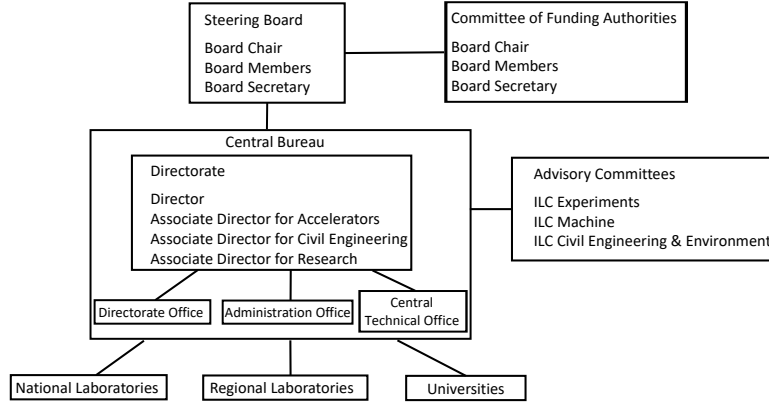 Steering Board
Board Chair
Board Members
Board Secretary
Committee of Funding Authorities
Board Chair
Board Members
Board Secretary
Central Bureau
Directorate
Director
Associate Director for Accelerators
Associate Director for Civil Engineering
Associate Director for Research
Advisory Committees
ILC Experiments
ILC Machine
ILC Civil Engineering & Environment
Directorate Office
Administration Office
Central
Technical Office
National Laboratories
Regional Laboratories
Universities